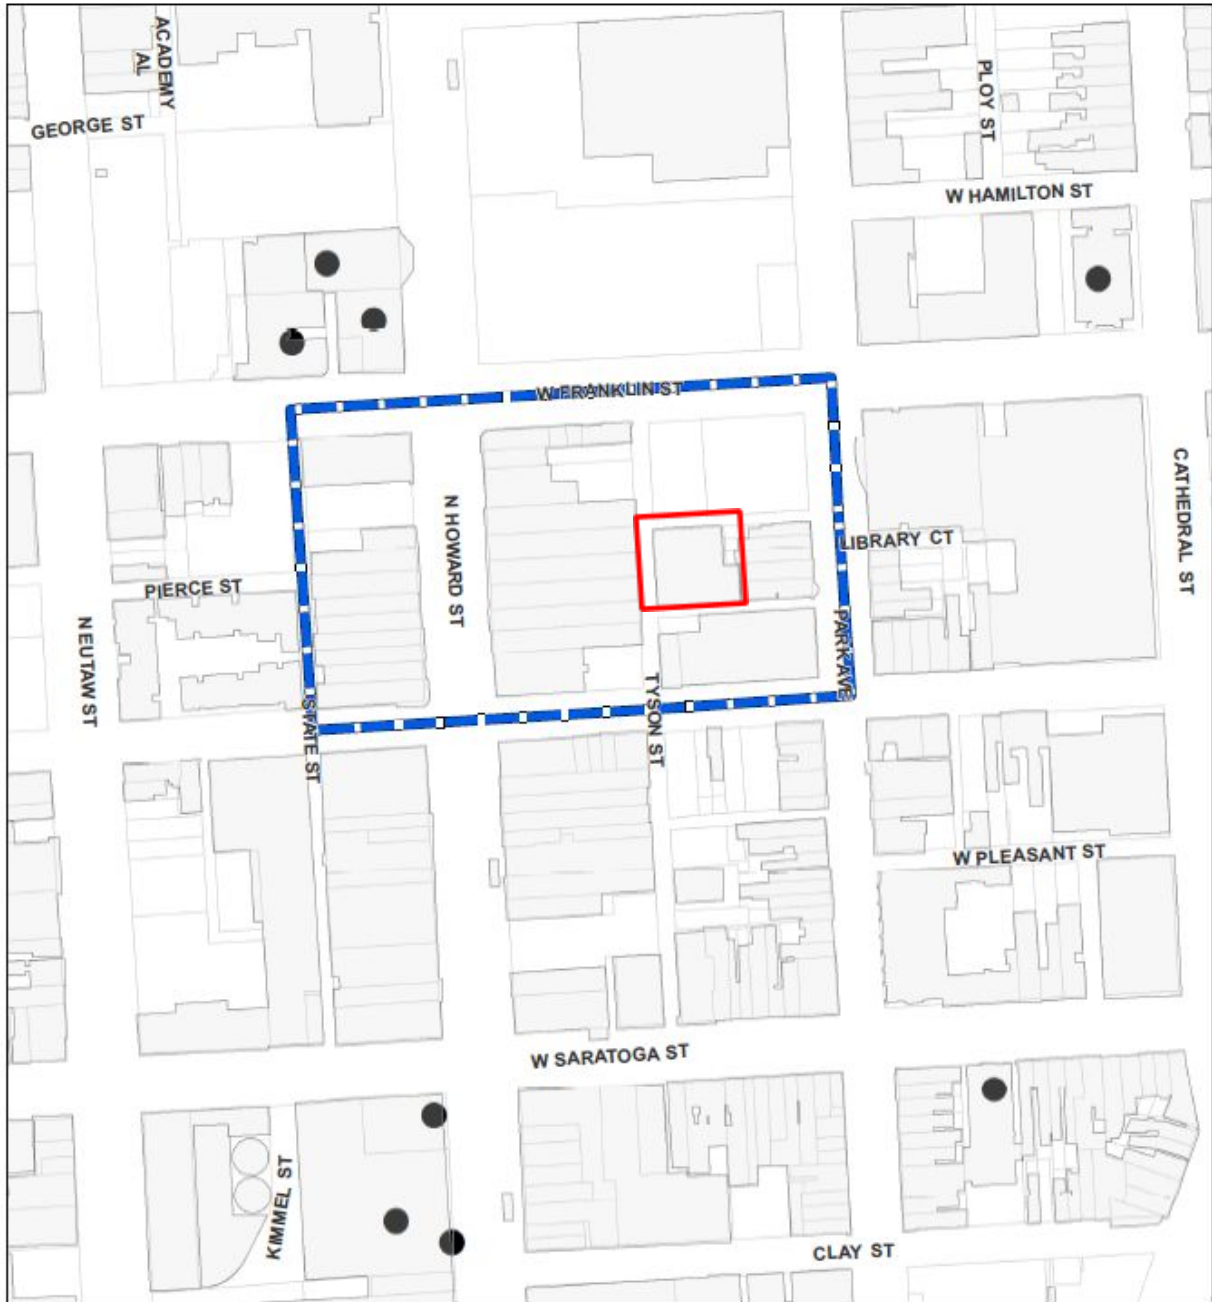 ACADEMY
AL
GEORGE ST
PLOY ST
W HAMILTON ST
W FRANKLIN ST
N HOWARD ST
LIBRARY CT
CATHEDRAL ST
PIERCE ST
N EUTAW ST
PARK AVE
STATE ST
TYSON ST
W PLEASANT ST
W SARATOGA ST
KIMMEL ST
CLAY ST